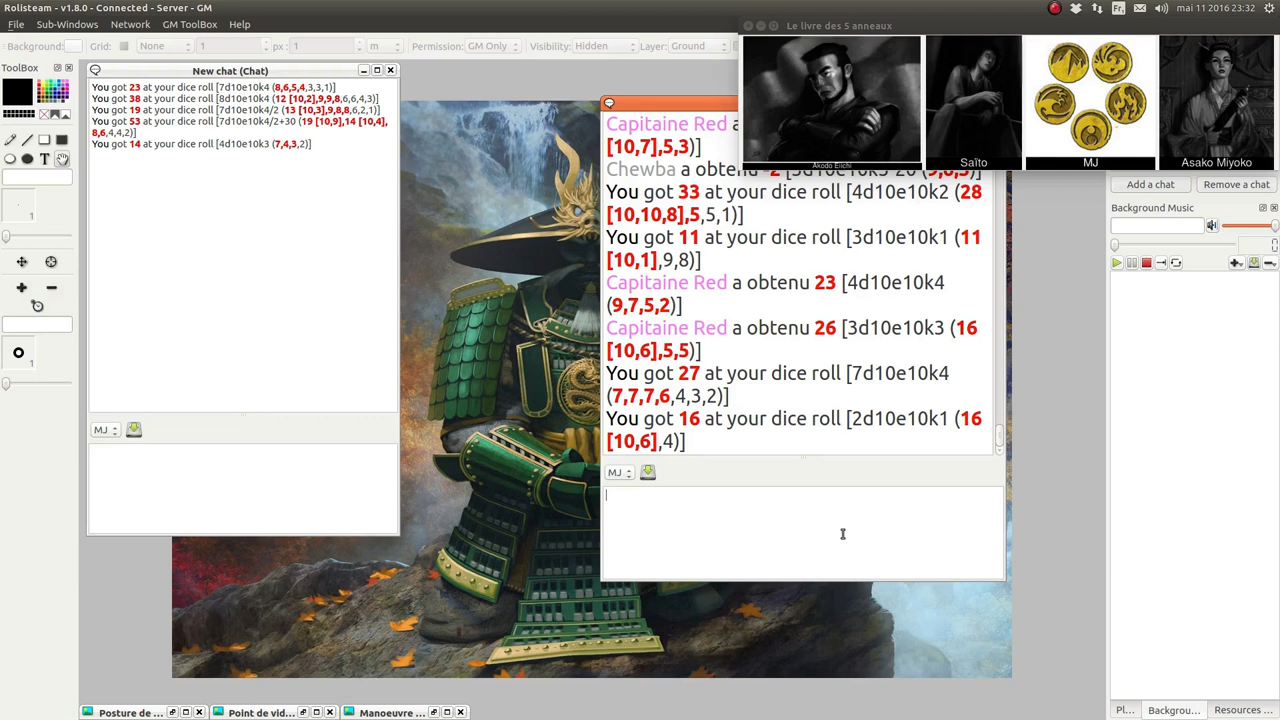 Rolisteam - v1.8.0 - Connected - Server - GM
Fr,
mai 11 2016 23:32
File Sub-Windows Network GM ToolBox Help
Le livre des 5 anneaux
Background: Grid: None 1 px : 1 m Permission: GM Only Visibility: Hidden Layer: Ground
ToolBox
New chat (Chat)
You got 23 at your dice roll [7d10e10k4 (8,6,5,4,3,3,1)]
You got 38 at your dice roll (12 [10,2],9,9,8,6,6,4,3)]
You got 19 at your dice roll [7d10e10k4/2 (13 [10,3],9,8,8,6,2,1)]
You got 53 at your dice roll [7d10e10k4/2+30 (19 [10,9],14 [10,4],
8,6,4,4,2)]
You got 14 at your dice roll [4d10e10k3 (7,4,3,2)]
1
1
MJ
Capitaine Red a
[10,7],5,3)]
Chewba a obtenu
You got 33 at your dice roll [4d10e10k2 (28
[10,10,8],5,5,1)]
You got 11 at your dice roll [3d10e10k1 (11
[10,1],9,8)]
Capitaine Red a obtenu 23 [4d10e10k4
(9,7,5,2)]
Capitaine Red a obtenu 26 [3d10e10k3 (16
[10,6],5,5)]
You got 27 at your dice roll [7d10e10k4
(7,7,7,6,4,3,2)]
You got 16 at your dice roll [2d10e10k1 (16
[10,6],4)]
MJ
Akodo Eiichi
Saïto
MJ
Asako Miyoko
Add a chat
Remove a chat
Background Music
Posture de ...
Point de vid...
Manoeuvre ...
Pl...
Backgrou...
Resources ...